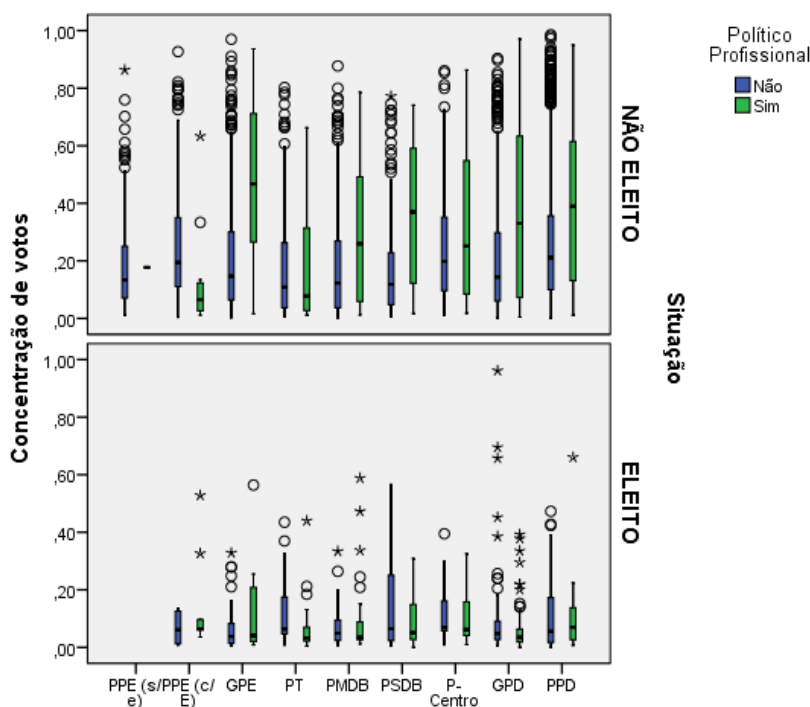 Concentração de votos
1,00
,80
,60
,40
,20
,00
NÃO ELEITO
1,00
,80
,60
,40
,20
,00
ELEITO
Situação
Político
Profissional
Não
Sim
PPE (s/
e)
PPE (c/
E)
GPE
PT
PMDB
PSDB
P-
Centro
GPD
PPD